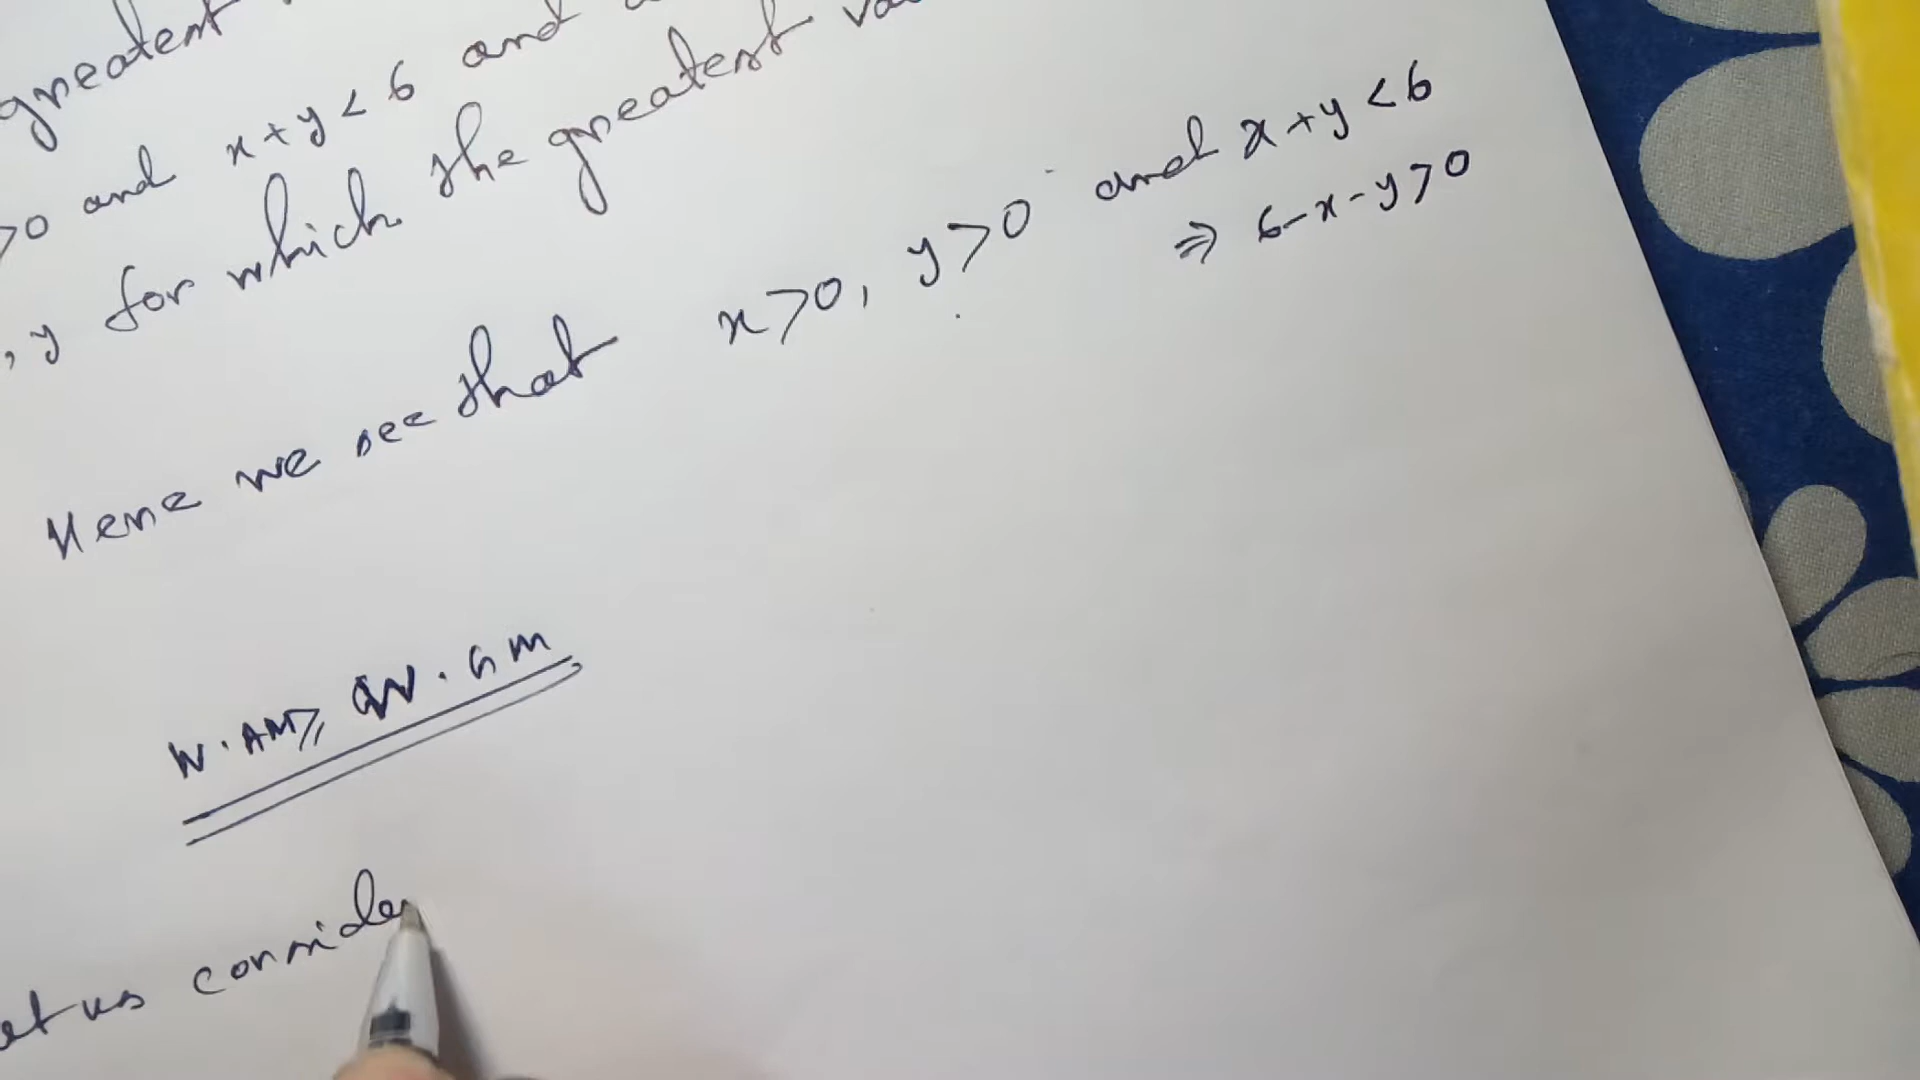 greatest
>0 and x+y<6 and
, y for which the greatest
Here we see that x>0, y>0 and x+y<6
⇒ 6-x-y>0
W.AM ≥ W.GM
et us consider